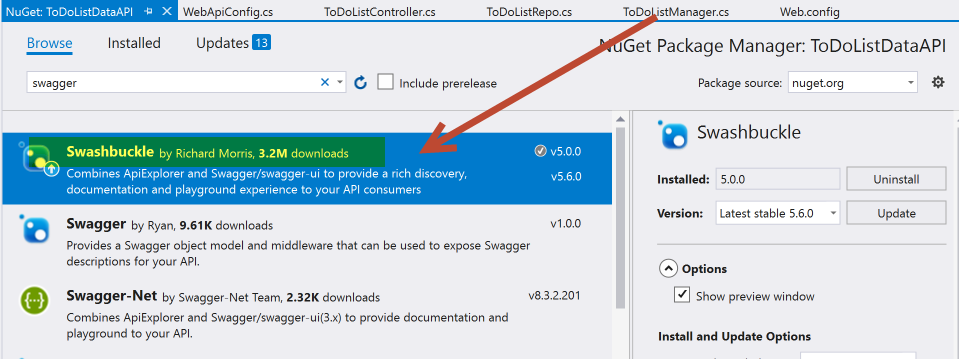 NuGet: ToDoListDataAPI WebApiConfig.cs ToDoListController.cs ToDoListRepo.cs ToDoListManager.cs Web.config
Browse Installed Updates 13
NuGet Package Manager: ToDoListDataAPI
swagger Include prerelease Package source: nuget.org
Swashbuckle by Richard Morris, 3.2M downloads v5.0.0
Combines ApiExplorer and Swagger/swagger-ui to provide a rich discovery, v5.6.0
documentation and playground experience to your API consumers
Swagger by Ryan, 9.61K downloads v1.0.0
Provides a Swagger object model and middleware that can be used to expose Swagger
descriptions for your API.
Swagger-Net by Swagger-Net Team, 2.32K downloads v8.3.2.201
Combines ApiExplorer and Swagger/swagger-ui(3.x) to provide documentation and
playground to your API.
Swashbuckle
Installed: 5.0.0 Uninstall
Version: Latest stable 5.6.0 Update
Options
Show preview window
Install and Update Options